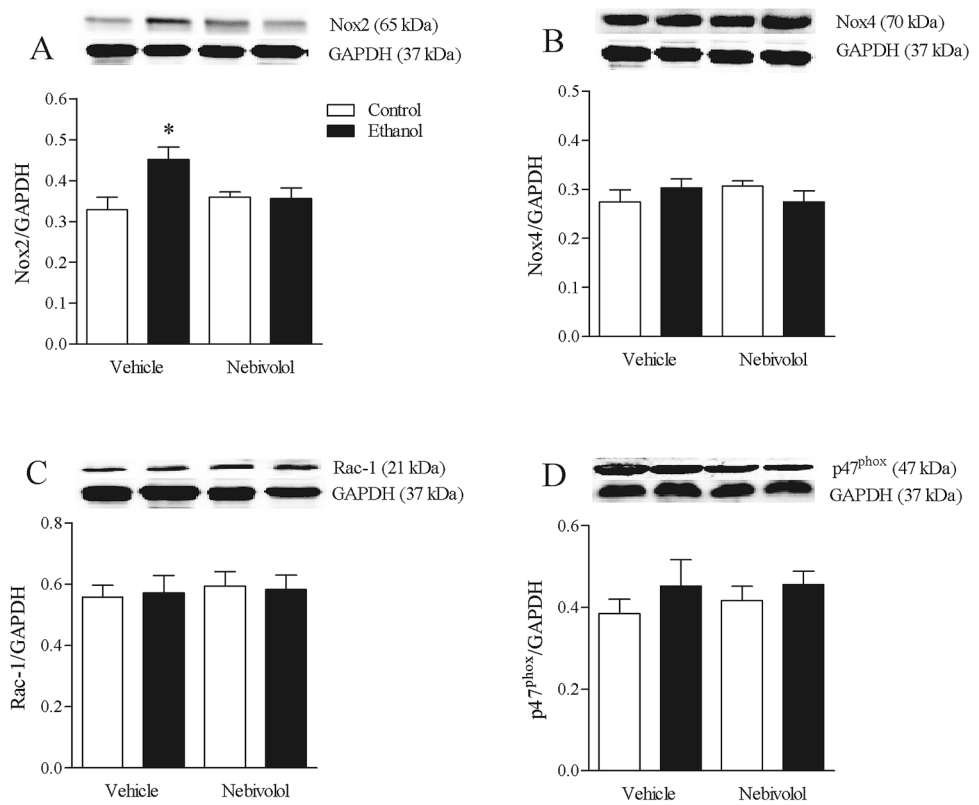 A
Nox2 (65 kDa)
GAPDH (37 kDa)
Nox2/GAPDH
0.6
0.5
0.4
0.3
0.3
0.1
0.0
*
Control
Ethanol
Vehicle
Nebivolol
B
Nox4 (70 kDa)
GAPDH (37 kDa)
Nox4/GAPDH
0.5
0.4
0.3
0.2
0.1
0.0
Vehicle
Nebivolol
C
Rac-1 (21 kDa)
GAPDH (37 kDa)
Rac-1/GAPDH
0.8
0.6
0.4
0.2
0.0
Vehicle
Nebivolol
D
p47phox (47 kDa)
GAPDH (37 kDa)
p47phox/GAPDH
0.6
0.4
0.2
0.0
Vehicle
Nebivolol